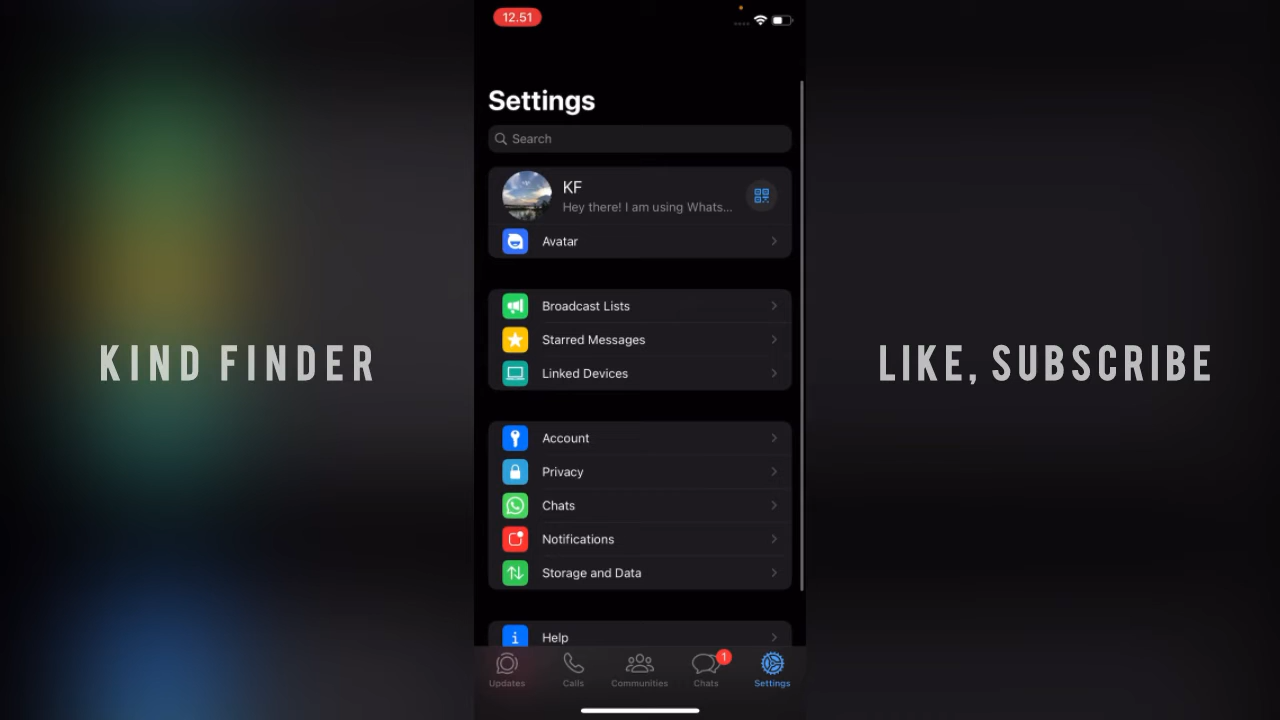 12.51
Settings
Search
KF
Hey there! I am using Whats...
Avatar
Broadcast Lists
Starred Messages
Linked Devices
KIND FINDER
LIKE, SUBSCRIBE
Account
Privacy
Chats
Notifications
Storage and Data
Help
1
Updates
Calls
Communities
Chats
Settings